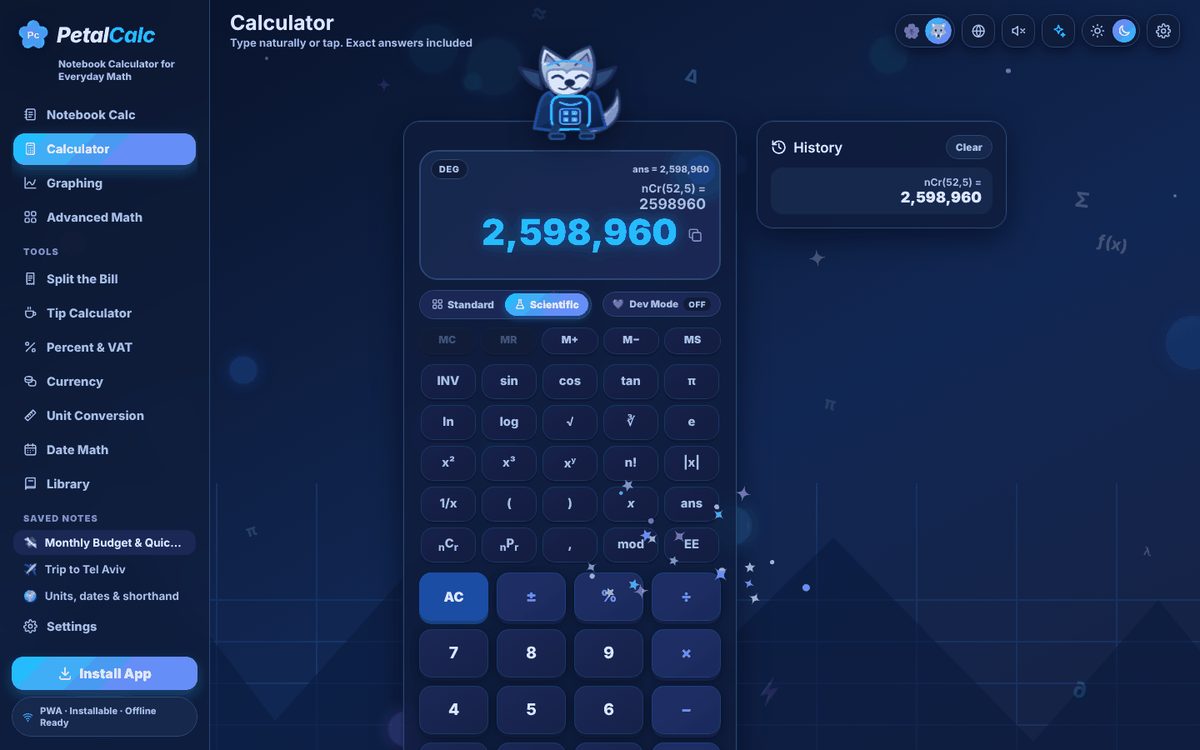 Pc PetalCalc
Notebook Calculator for
Everyday Math
Notebook Calc
Calculator
Graphing
Advanced Math
TOOLS
Split the Bill
Tip Calculator
Percent & VAT
Currency
Unit Conversion
Date Math
Library
SAVED NOTES
Monthly Budget & Quic...
Trip to Tel Aviv
Units, dates & shorthand
Settings
Install App
PWA · Installable · Offline
Ready
Calculator
Type naturally or tap. Exact answers included
DEG
ans = 2,598,960
nCr(52,5) =
2598960
2,598,960
Standard
Scientific
Dev Mode OFF
MC MR M+ M− MS
INV sin cos tan π
ln log √ ∛ e
x² x³ xʸ n! |x|
1/x ( ) x ans
nCr nPr , mod EE
AC ± % ÷
7 8 9 ×
4 5 6 −
History
Clear
nCr(52,5) =
2,598,960
Δ
Σ
f(x)
π
π
λ
∂
≈